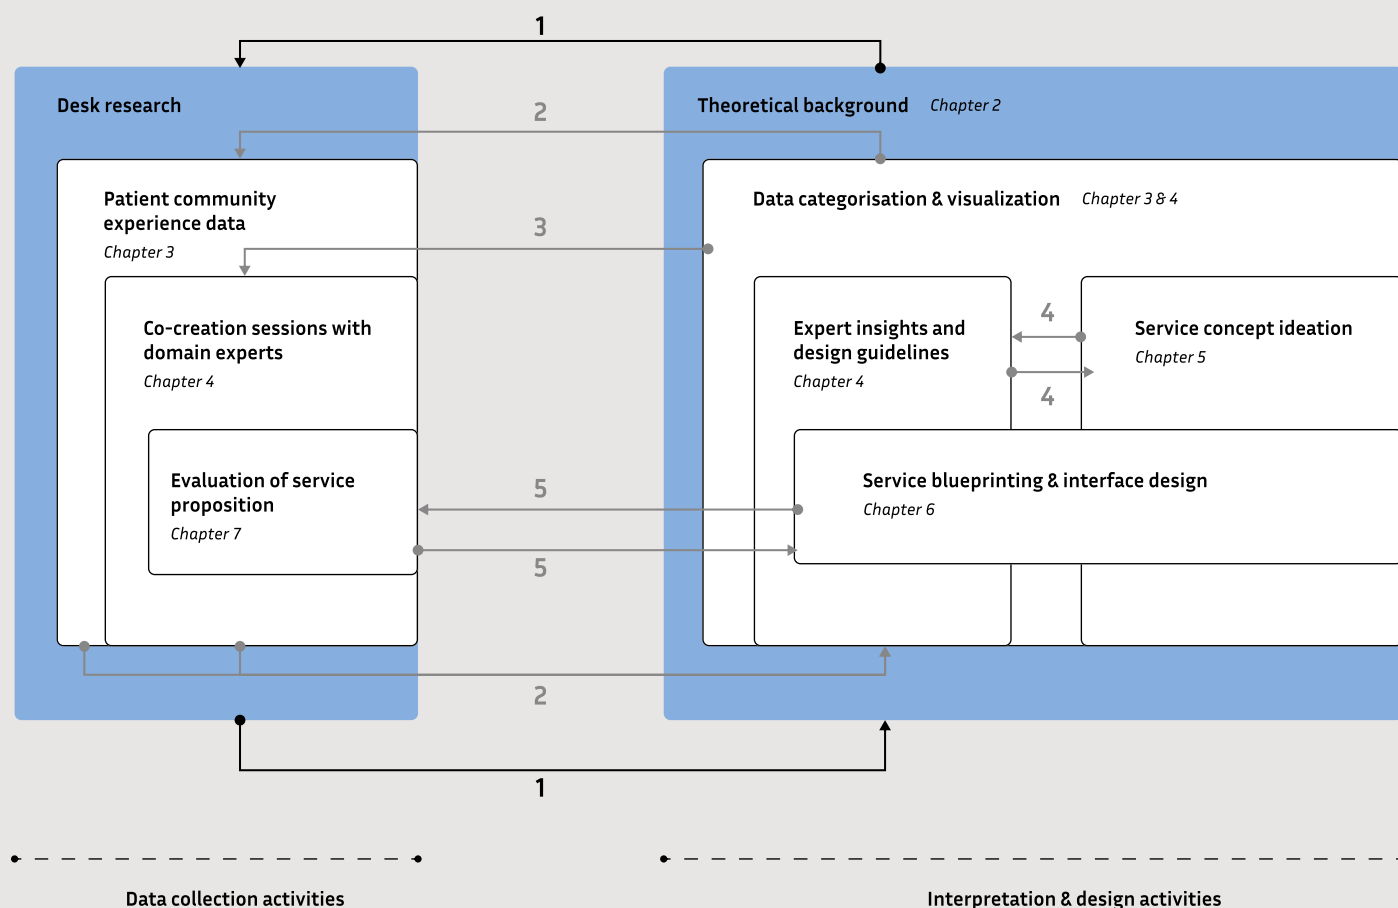 1
Desk research
Theoretical background Chapter 2
2
Patient community
experience data
Chapter 3
Data categorisation & visualization Chapter 3 & 4
3
Co-creation sessions with
domain experts
Chapter 4
Expert insights and
design guidelines
Chapter 4
4
4
Service concept ideation
Chapter 5
Evaluation of service
proposition
Chapter 7
5
5
Service blueprinting & interface design
Chapter 6
2
1
Data collection activities
Interpretation & design activities